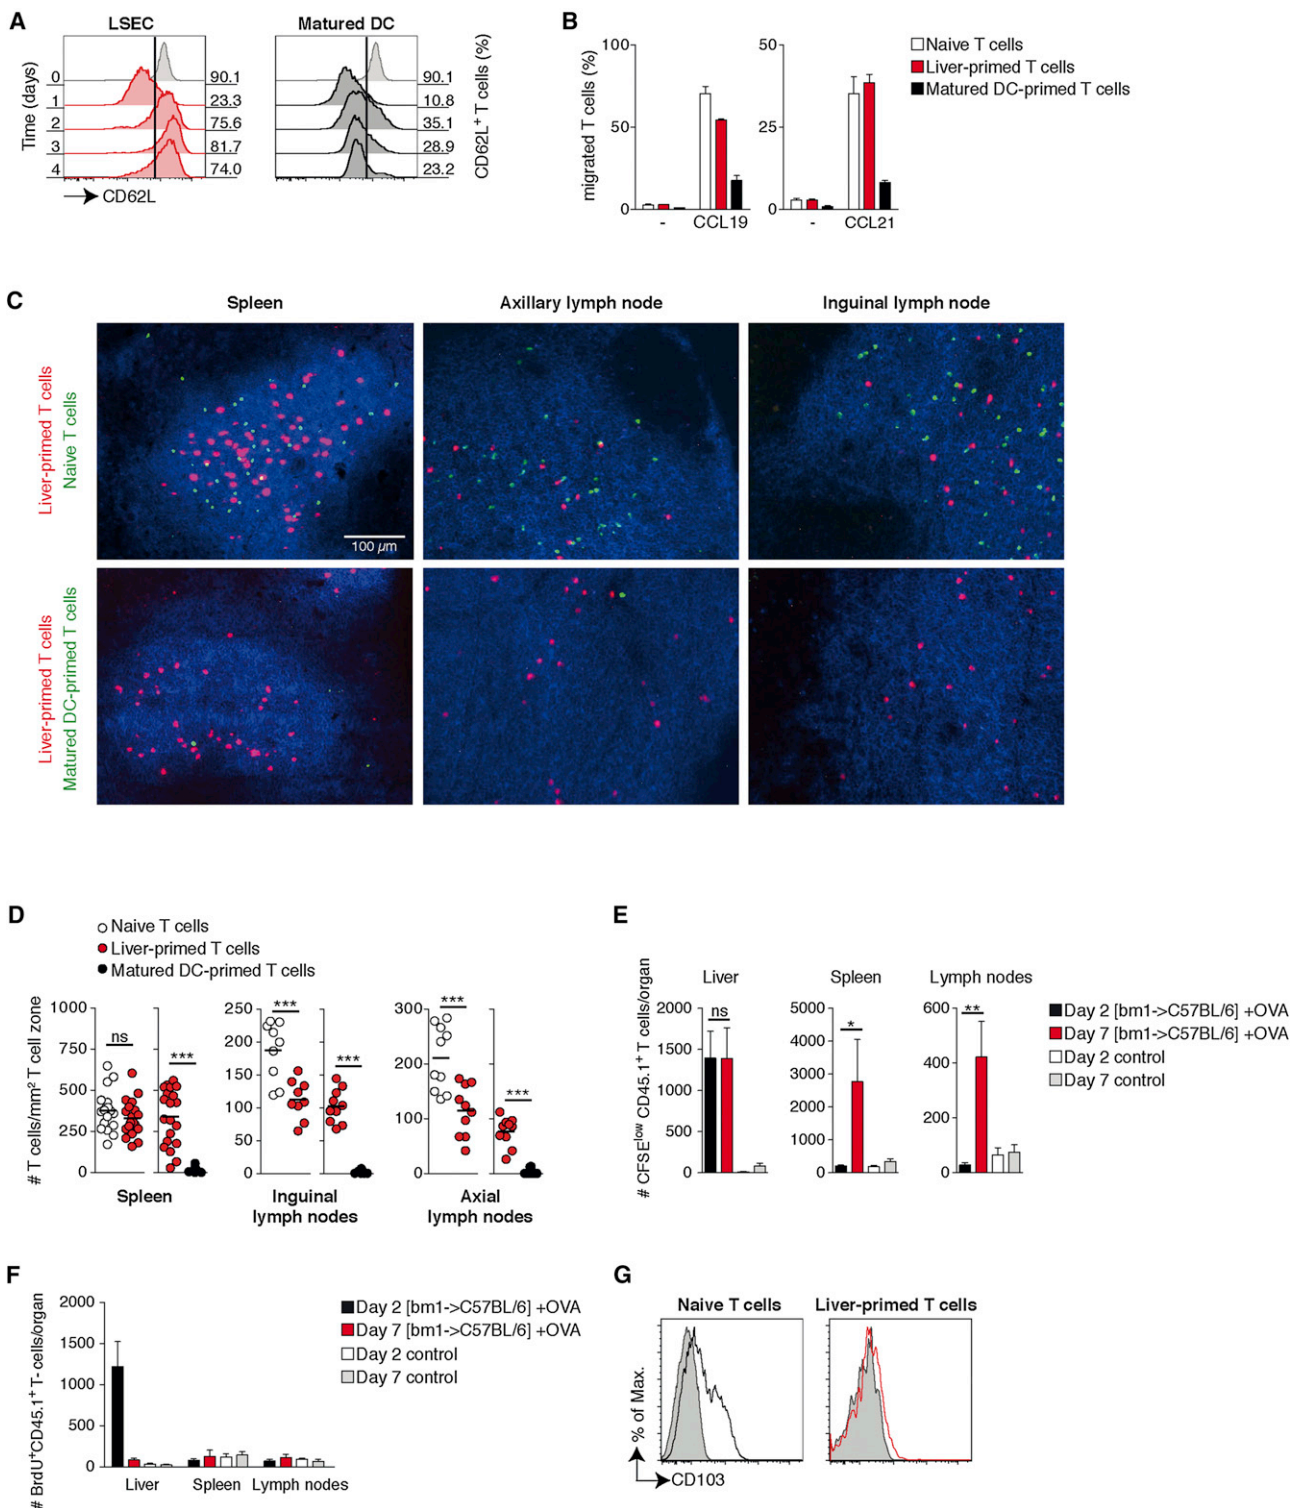 A
LSEC
Matured DC
Time (days)
0
1
2
3
4
90.1
23.3
75.6
81.7
74.0
90.1
10.8
35.1
28.9
23.2
CD62L⁺ T cells (%)
CD62L
B
migrated T cells (%)
100
50
0
-
CCL19
50
25
0
-
CCL21
Naive T cells
Liver-primed T cells
Matured DC-primed T cells
C
Spleen
Axillary lymph node
Inguinal lymph node
Liver-primed T cells
Naive T cells
100 µm
Liver-primed T cells
Matured DC-primed T cells
D
Naive T cells
Liver-primed T cells
Matured DC-primed T cells
# T cells/mm² T cell zone
1000
750
500
250
0
ns
***
Spleen
250
200
150
100
50
0
***
***
Inguinal
lymph nodes
300
200
100
0
***
***
Axial
lymph nodes
E
# CFSEˡᵒʷ CD45.1⁺ T cells/organ
Liver
2000
1500
1000
500
0
ns
Spleen
5000
4000
3000
2000
1000
0
*
Lymph nodes
600
400
200
0
**
Day 2 [bm1->C57BL/6] +OVA
Day 7 [bm1->C57BL/6] +OVA
Day 2 control
Day 7 control
F
# BrdU⁺CD45.1⁺ T- cells/organ
2000
1500
1000
500
0
Liver
Spleen
Lymph nodes
Day 2 [bm1->C57BL/6] +OVA
Day 7 [bm1->C57BL/6] +OVA
Day 2 control
Day 7 control
G
Naive T cells
Liver-primed T cells
% of Max.
CD103